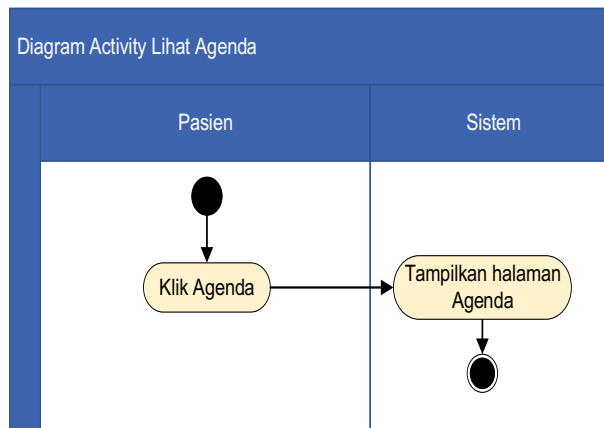 Diagram Activity Lihat Agenda
Pasien
Sistem
Klik Agenda
Tampilkan halaman
Agenda